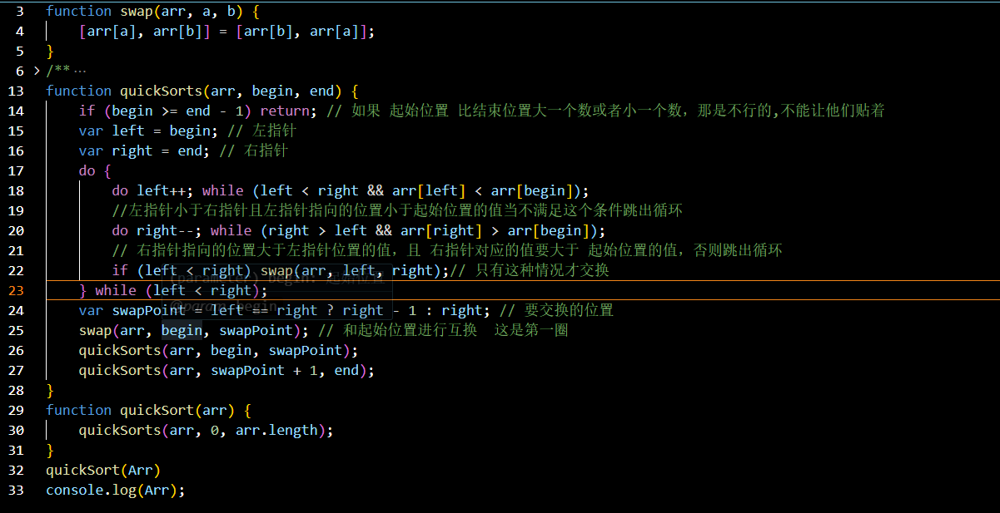 3 function swap(arr, a, b) {
4 [arr[a], arr[b]] = [arr[b], arr[a]];
5 }
6 > /** ···
13 function quickSorts(arr, begin, end) {
14 if (begin >= end - 1) return; // 如果 起始位置 比结束位置大一个数或者小一个数，那是不行的,不能让他们贴着
15 var left = begin; // 左指针
16 var right = end; // 右指针
17 do {
18 do left++; while (left < right && arr[left] < arr[begin]);
19 //左指针小于右指针且左指针指向的位置小于起始位置的值当不满足这个条件跳出循环
20 do right--; while (right > left && arr[right] > arr[begin]);
21 // 右指针指向的位置大于左指针位置的值，且 右指针对应的值要大于 起始位置的值，否则跳出循环
22 if (left < right) swap(arr, left, right);// 只有这种情况才交换
(parameter) begin: 起始位置
23 } while (left < right);
@param begin
24 var swapPoint = left == right ? right - 1 : right; // 要交换的位置
25 swap(arr, begin, swapPoint); // 和起始位置进行互换 这是第一圈
26 quickSorts(arr, begin, swapPoint);
27 quickSorts(arr, swapPoint + 1, end);
28 }
29 function quickSort(arr) {
30 quickSorts(arr, 0, arr.length);
31 }
32 quickSort(Arr)
33 console.log(Arr);